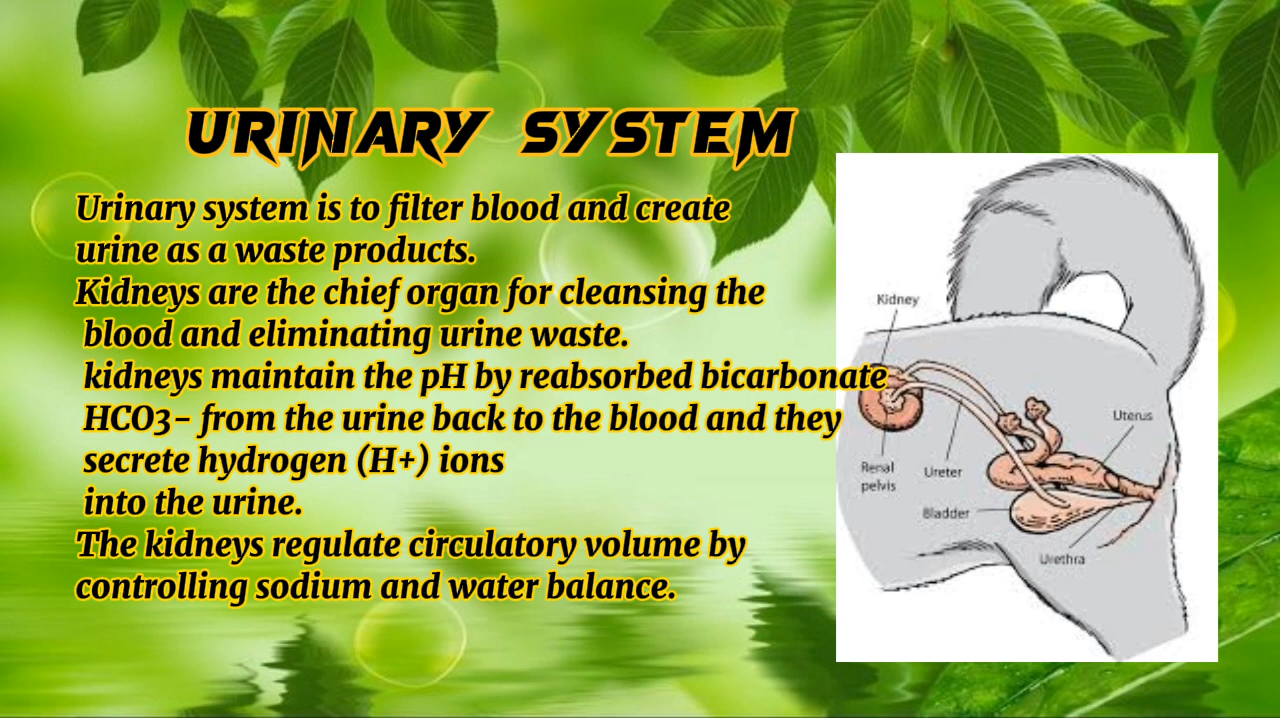 URINARY SYSTEM
Urinary system is to filter blood and create
urine as a waste products.
Kidneys are the chief organ for cleansing the
blood and eliminating urine waste.
kidneys maintain the pH by reabsorbed bicarbonate
HCO3- from the urine back to the blood and they
secrete hydrogen (H+) ions
into the urine.
The kidneys regulate circulatory volume by
controlling sodium and water balance.
Kidney
Uterus
Renal
pelvis
Ureter
Bladder
Urethra